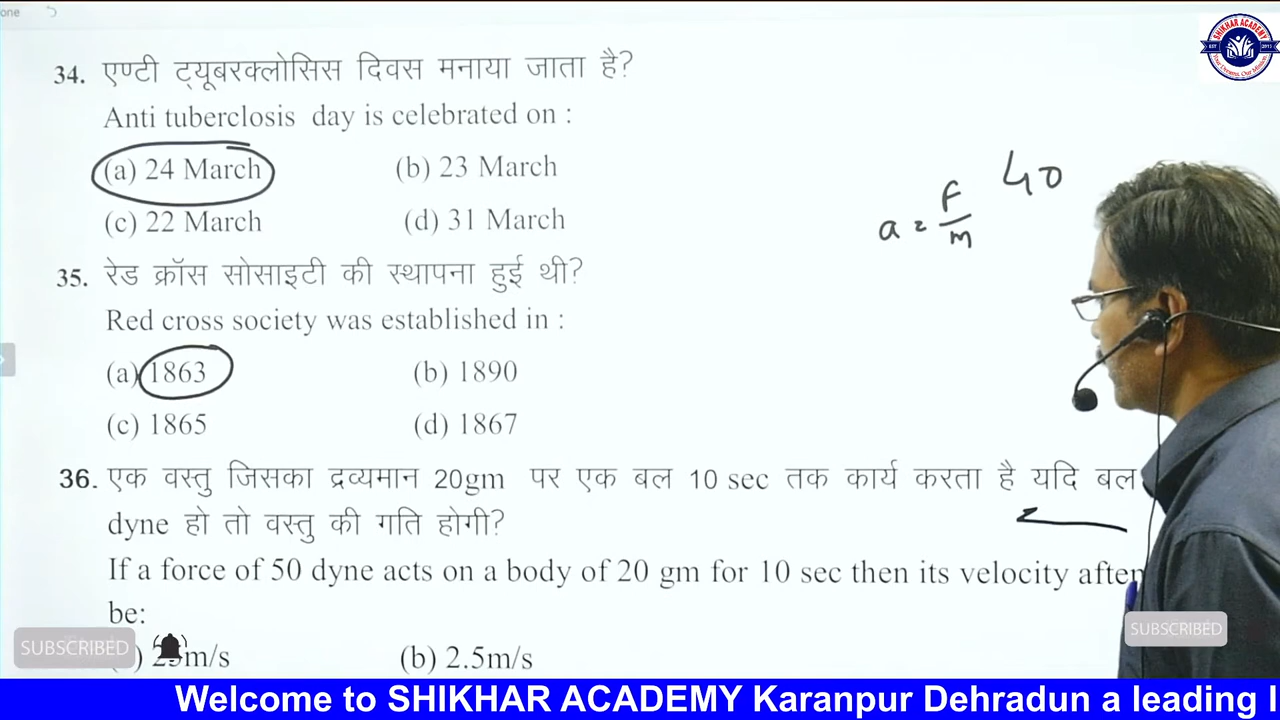 one
SHIKHAR ACADEMY
34. एण्टी ट्यूबरक्लोसिस दिवस मनाया जाता है?
Anti tuberclosis day is celebrated on :
(a) 24 March (b) 23 March
(c) 22 March (d) 31 March
a = F/m 40
35. रेड क्रॉस सोसाइटी की स्थापना हुई थी?
Red cross society was established in :
(a) 1863 (b) 1890
(c) 1865 (d) 1867
36. एक वस्तु जिसका द्रव्यमान 20gm पर एक बल 10 sec तक कार्य करता है यदि बल
dyne हो तो वस्तु की गति होगी?
If a force of 50 dyne acts on a body of 20 gm for 10 sec then its velocity after
be:
) 25m/s (b) 2.5m/s
SUBSCRIBED
SUBSCRIBED
Welcome to SHIKHAR ACADEMY Karanpur Dehradun a leading I